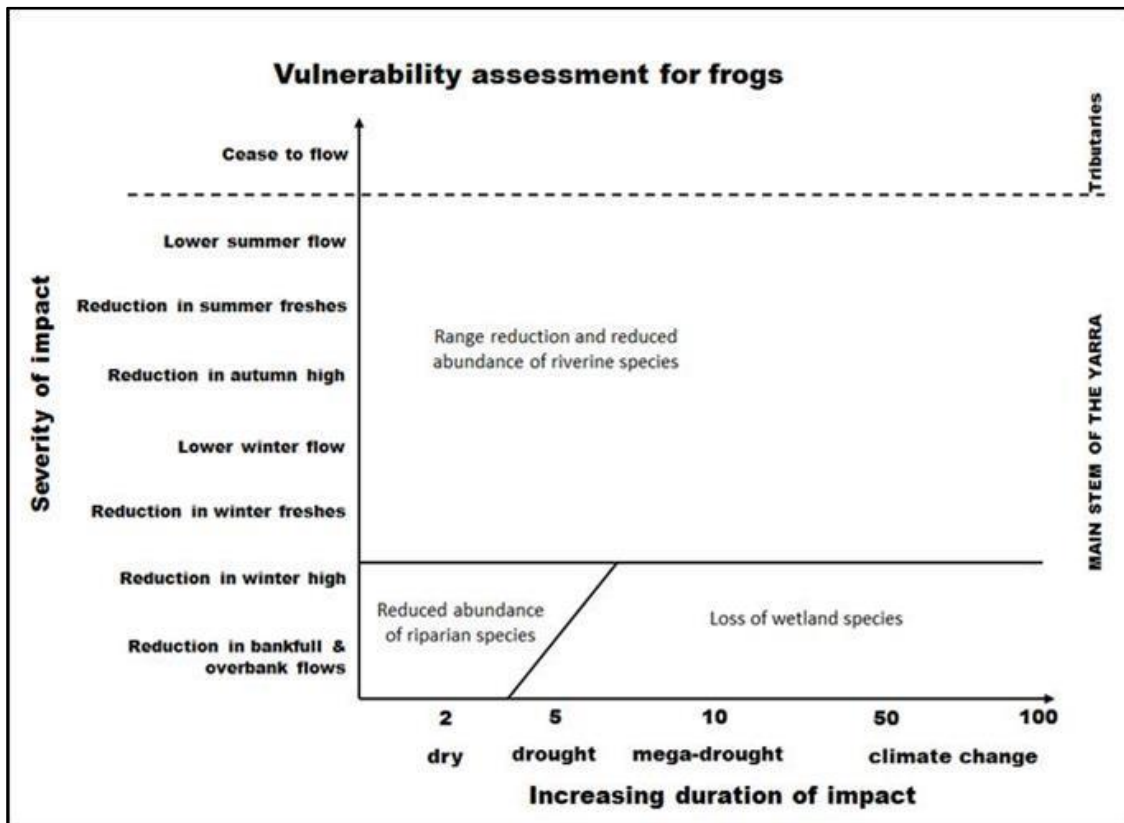 Vulnerability assessment for frogs
Severity of impact
Cease to flow
Lower summer flow
Reduction in summer freshes
Reduction in autumn high
Lower winter flow
Reduction in winter freshes
Reduction in winter high
Reduction in bankfull &
overbank flows
Range reduction and reduced
abundance of riverine species
Reduced abundance
of riparian species
Loss of wetland species
Tributaries
MAIN STEM OF THE YARRA
2 5 10 50 100
dry drought mega-drought climate change
Increasing duration of impact